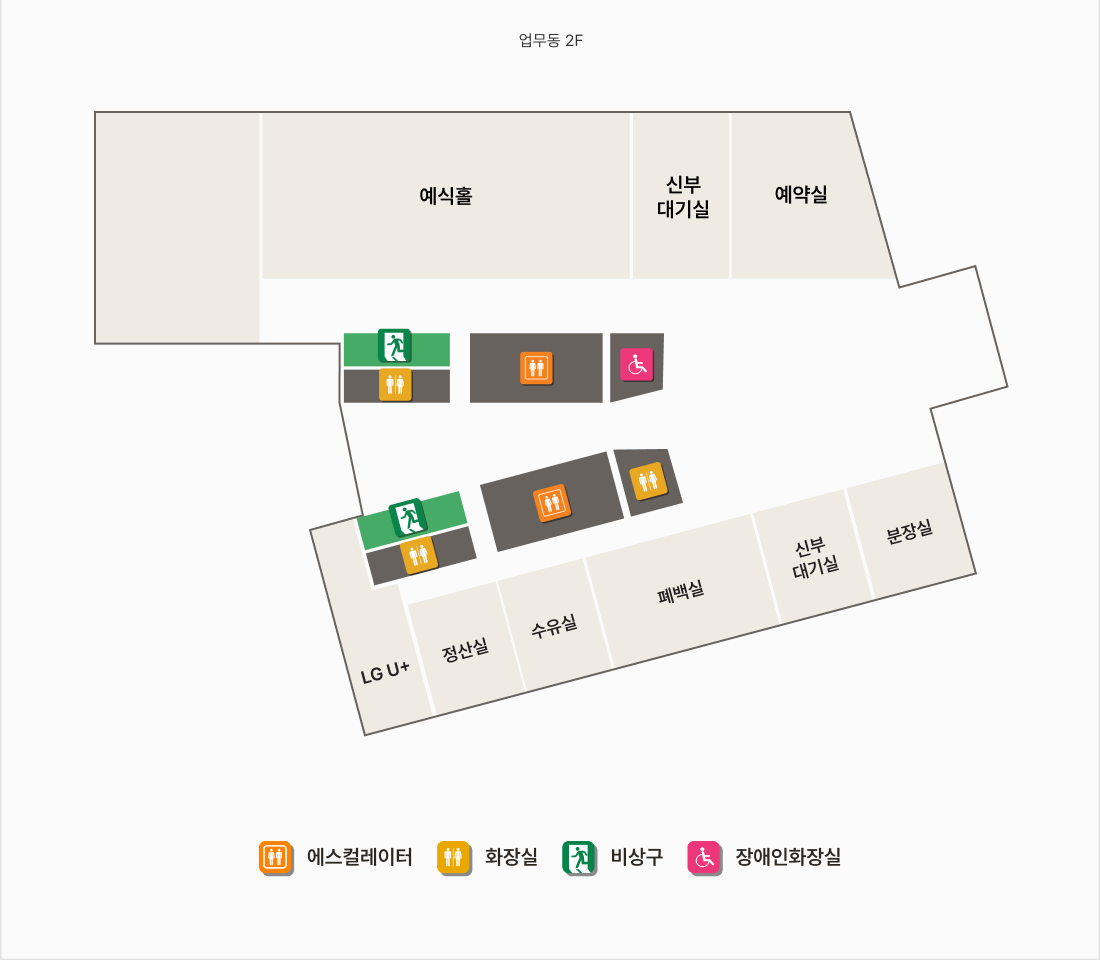 업무동 2F
예식홀
신부
대기실
예약실
분장실
신부
대기실
폐백실
수유실
정산실
LG U+
에스컬레이터
화장실
비상구
장애인화장실